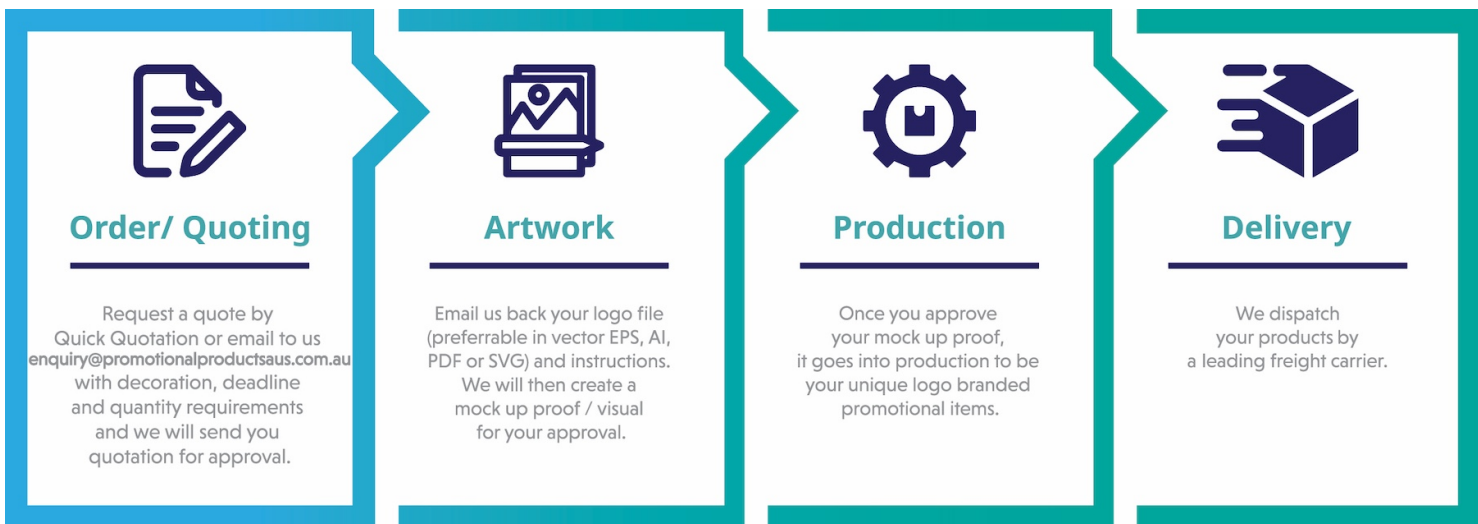 Order/ Quoting
Request a quote by
Quick Quotation or email to us
enquiry@promotionalproductsaus.com.au
with decoration, deadline
and quantity requirements
and we will send you
quotation for approval.
Artwork
Email us back your logo file
(preferrable in vector EPS, AI,
PDF or SVG) and instructions.
We will then create a
mock up proof / visual
for your approval.
Production
Once you approve
your mock up proof,
it goes into production to be
your unique logo branded
promotional items.
Delivery
We dispatch
your products by
a leading freight carrier.